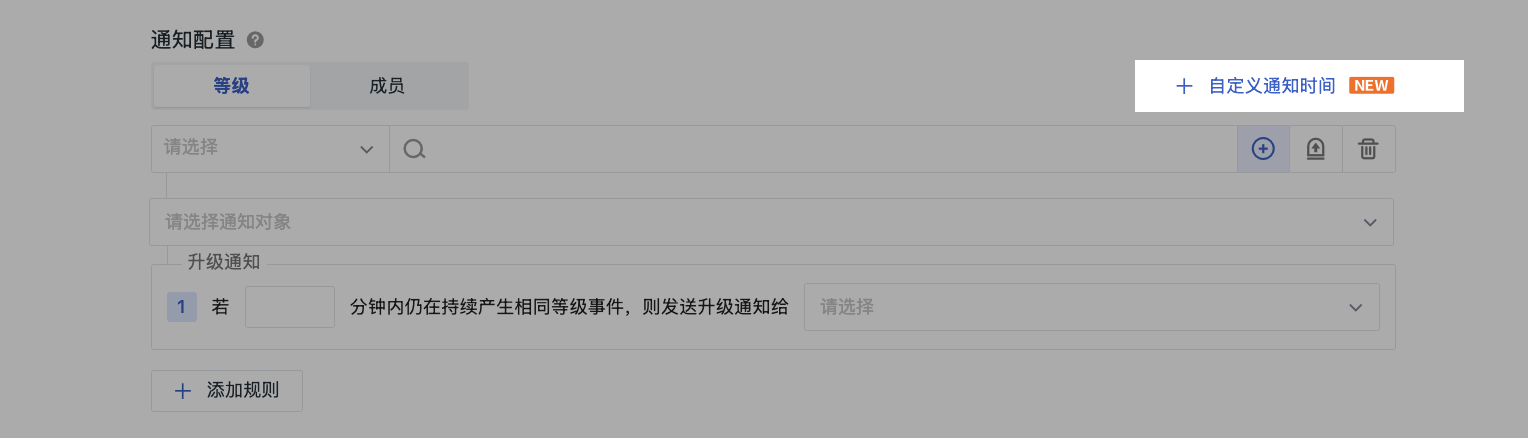 通知配置
等级 成员
自定义通知时间 NEW
请选择
请选择通知对象
升级通知
1 若 分钟内仍在持续产生相同等级事件，则发送升级通知给 请选择
添加规则